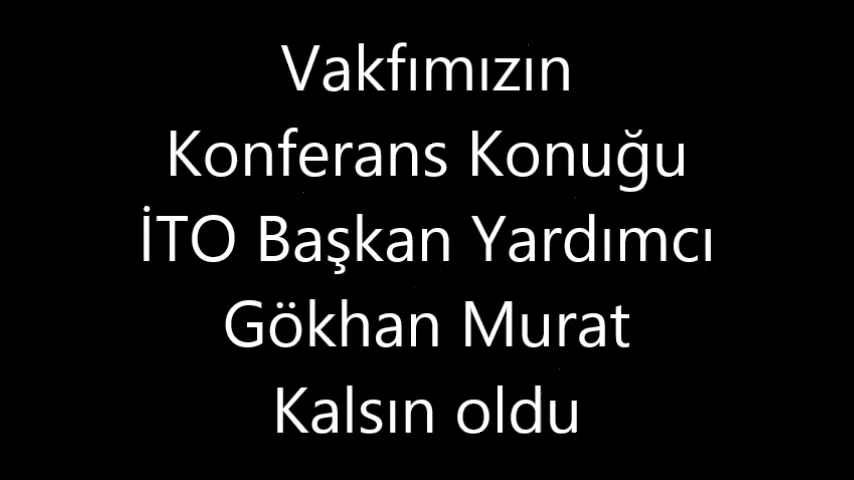 Vakfımızın
Konferans Konuğu
İTO Başkan Yardımcı
Gökhan Murat
Kalsın oldu